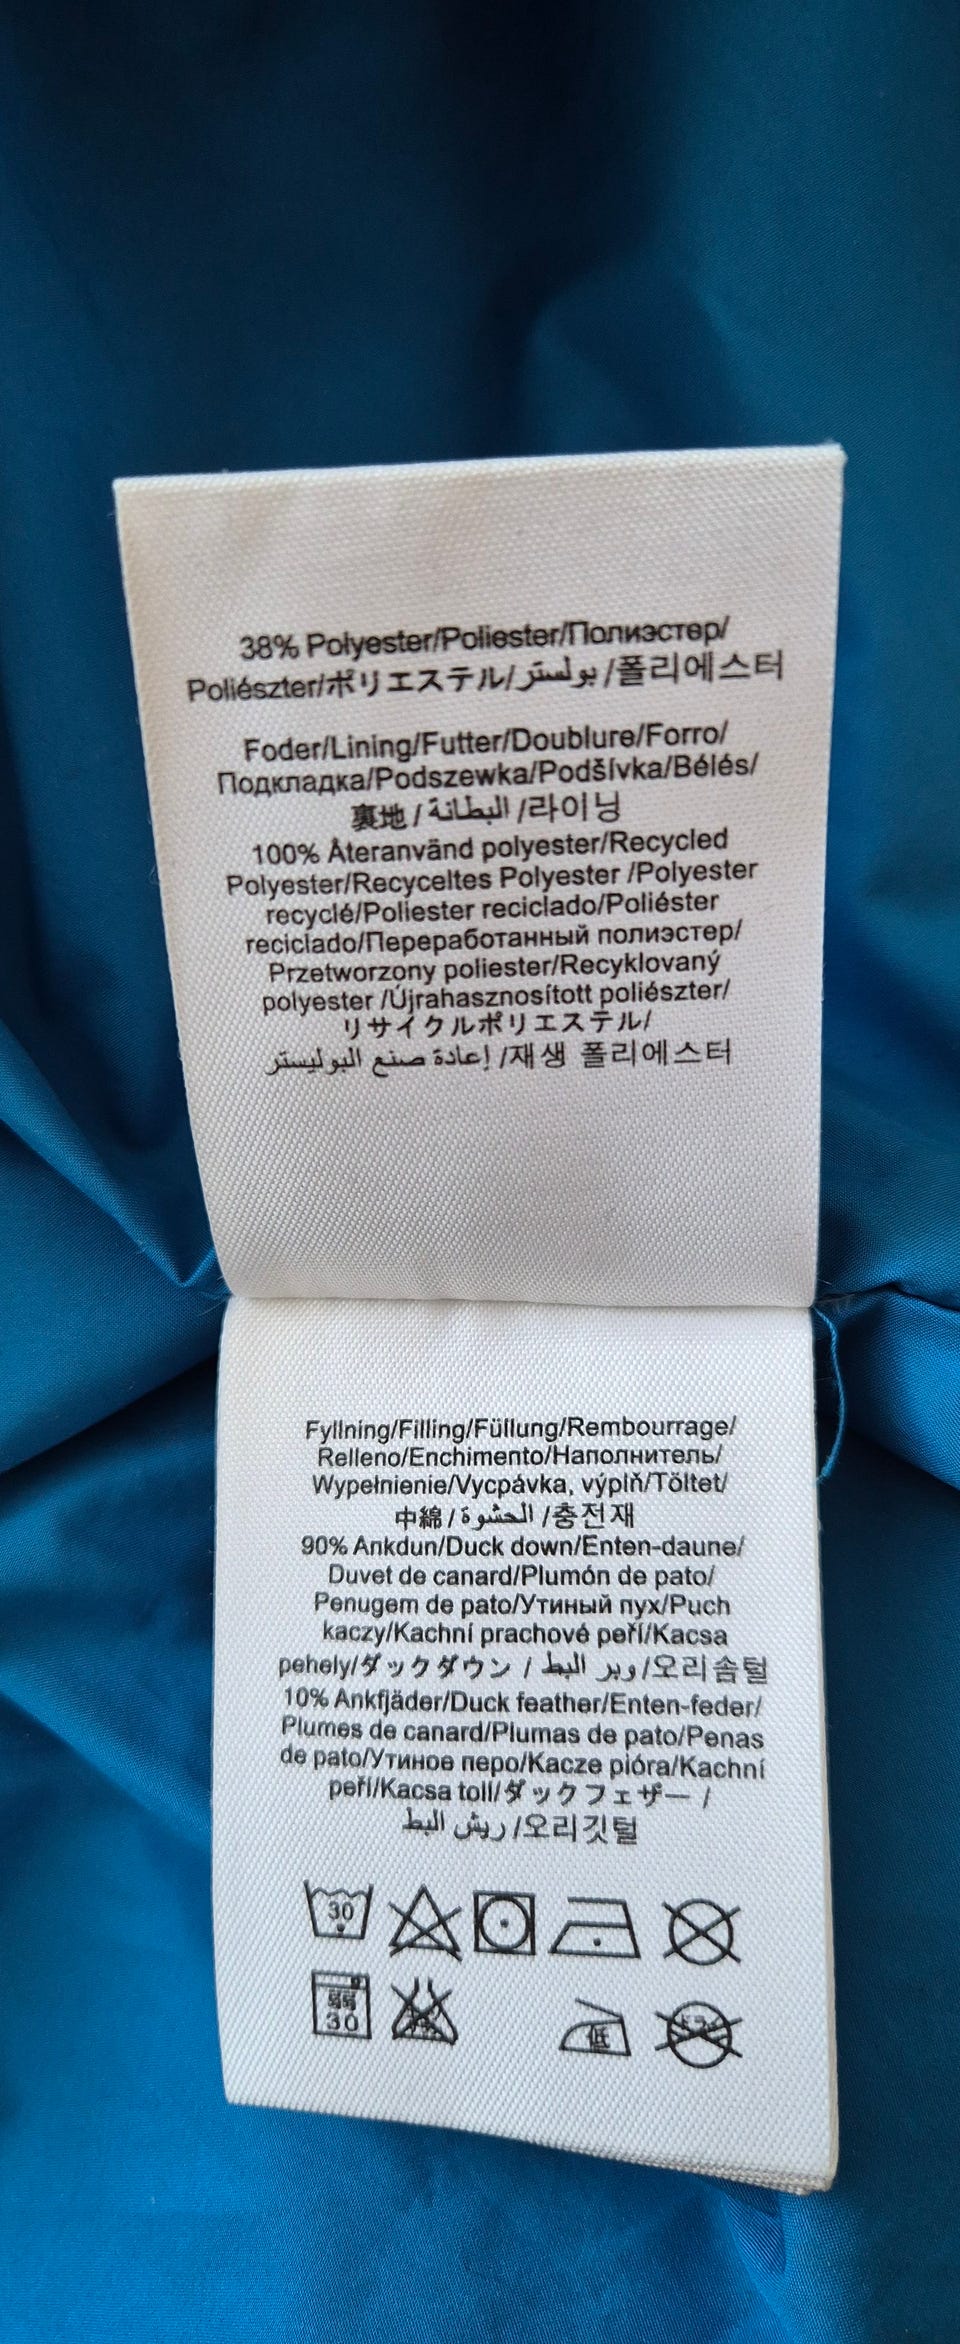 38% Polyester/Poliester/Полиэстер/
Poliészter/ポリエステル/بولستر/폴리에스터
Foder/Lining/Futter/Doublure/Forro/
Подкладка/Podszewka/Podšívka/Bélés/
裏地/البطانة/라이닝
100% Återanvänd polyester/Recycled
Polyester/Recyceltes Polyester /Polyester
recyclé/Poliester reciclado/Poliéster
reciclado/Переработанный полиэстер/
Przetworzony poliester/Recyklovaný
polyester /Újrahasznosított poliészter/
リサイクルポリエステル/
إعادة صنع البوليستر/재생 폴리에스터
Fyllning/Filling/Füllung/Rembourrage/
Relleno/Enchimento/Наполнитель/
Wypełnienie/Vycpávka, výplň/Töltet/
中綿/الحشوة/충전재
90% Ankdun/Duck down/Enten-daune/
Duvet de canard/Plumón de pato/
Penugem de pato/Утиный пух/Puch
kaczy/Kachní prachové peří/Kacsa
pehely/ダックダウン / وبر البط/오리솜털
10% Ankfjäder/Duck feather/Enten-feder/
Plumes de canard/Plumas de pato/Penas
de pato/Утиное перо/Kacze pióra/Kachní
peří/Kacsa toll/ダックフェザー /
ريش البط/오리깃털
30
弱 30 低